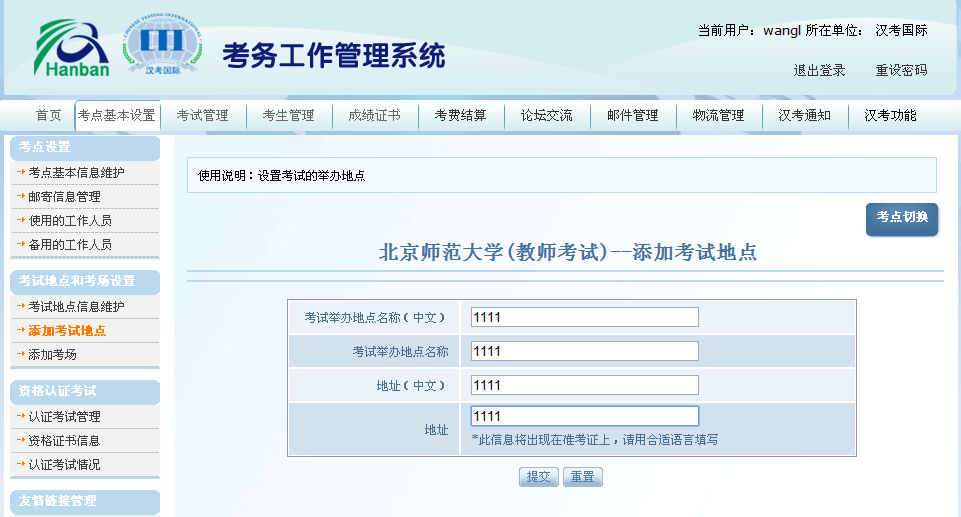 Hanban
CHINESE TESTING INTERNATIONAL
汉考国际
考务工作管理系统
当前用户：wangl 所在单位： 汉考国际
退出登录 重设密码
首页 考点基本设置 考试管理 考生管理 成绩证书 考费结算 论坛交流 邮件管理 物流管理 汉考通知 汉考功能
考点设置
考点基本信息维护
邮寄信息管理
使用的工作人员
备用的工作人员
考试地点和考场设置
考试地点信息维护
添加考试地点
添加考场
资格认证考试
认证考试管理
资格证书信息
认证考试情况
友情链接管理
使用说明：设置考试的举办地点
考点切换
北京师范大学(教师考试)--添加考试地点
考试举办地点名称（中文） 1111
考试举办地点名称 1111
地址（中文） 1111
地址 1111
*此信息将出现在准考证上，请用合适语言填写
提交 重置